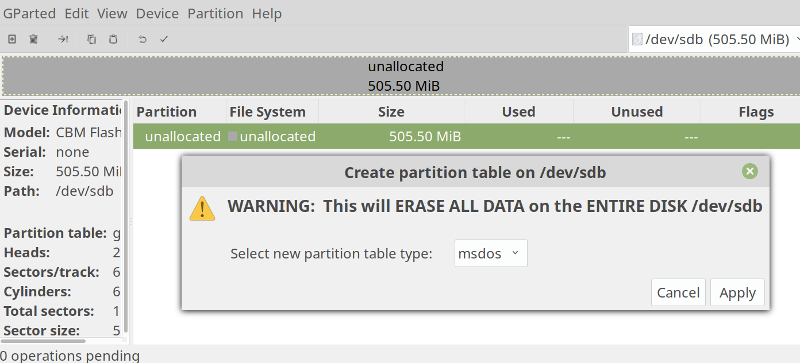 GParted Edit View Device Partition Help
/dev/sdb (505.50 MiB)
unallocated
505.50 MiB
Device Informati
Partition File System Size Used Unused Flags
Model: CBM Flash
unallocated unallocated 505.50 MiB --- ---
Serial: none
Size: 505.50 Mi
Path: /dev/sdb
Create partition table on /dev/sdb
WARNING: This will ERASE ALL DATA on the ENTIRE DISK /dev/sdb
Partition table: g
Heads: 2
Select new partition table type: msdos
Sectors/track: 6
Cylinders: 6
Total sectors: 1
Sector size: 5
Cancel Apply
0 operations pending